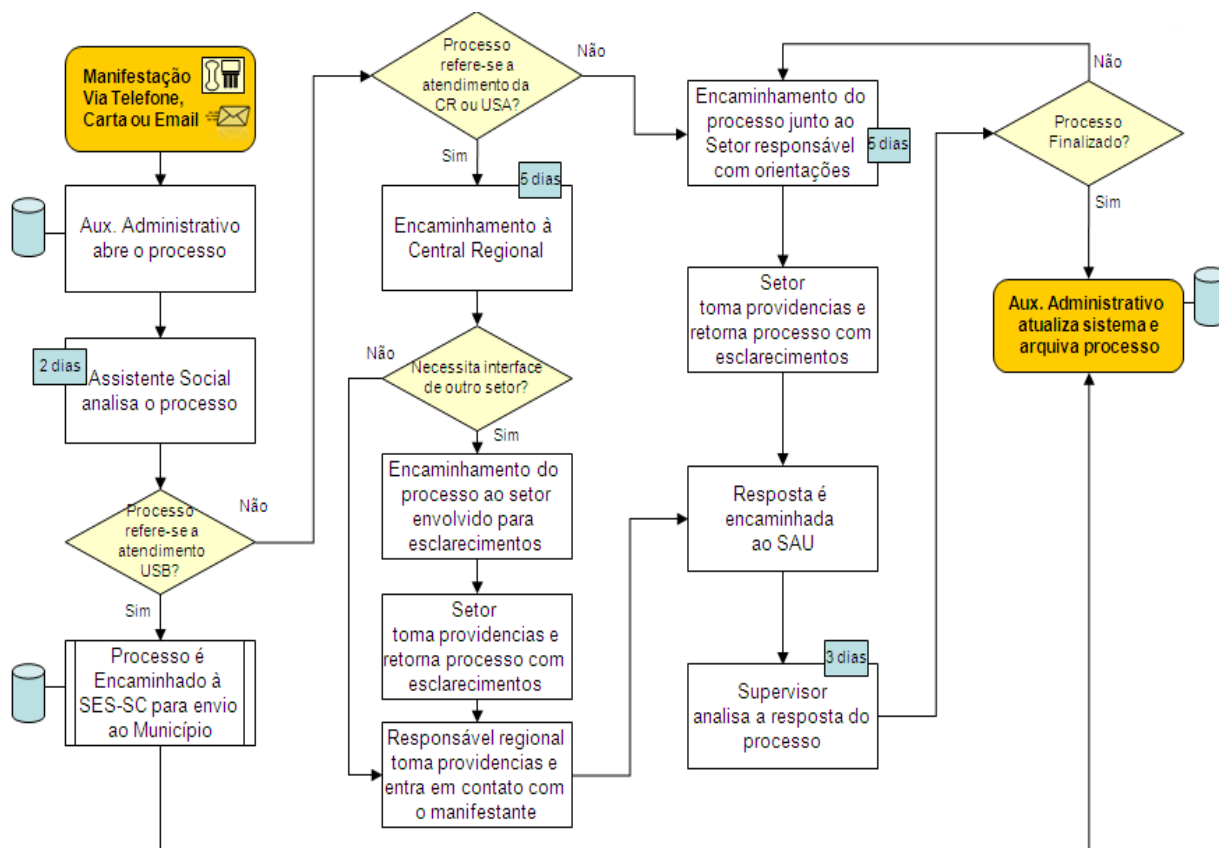 Manifestação
Via Telefone,
Carta ou Email
Aux. Administrativo
abre o processo
2 dias
Assistente Social
analisa o processo
Processo
refere-se a
atendimento
USB?
Não
Sim
Processo é
Encaminhado à
SES-SC para envio
ao Município
Processo
refere-se a
atendimento da
CR ou USA?
Não
Sim
5 dias
Encaminhamento à
Central Regional
Não
Necessita interface
de outro setor?
Sim
Encaminhamento do
processo ao setor
envolvido para
esclarecimentos
Setor
toma providencias e
retorna processo com
esclarecimentos
Responsável regional
toma providencias e
entra em contato com
o manifestante
Encaminhamento do
processo junto ao
Setor responsável
com orientações
5 dias
Setor
toma providencias e
retorna processo com
esclarecimentos
Resposta é
encaminhada
ao SAU
3 dias
Supervisor
analisa a resposta do
processo
Não
Processo
Finalizado?
Sim
Aux. Administrativo
atualiza sistema e
arquiva processo